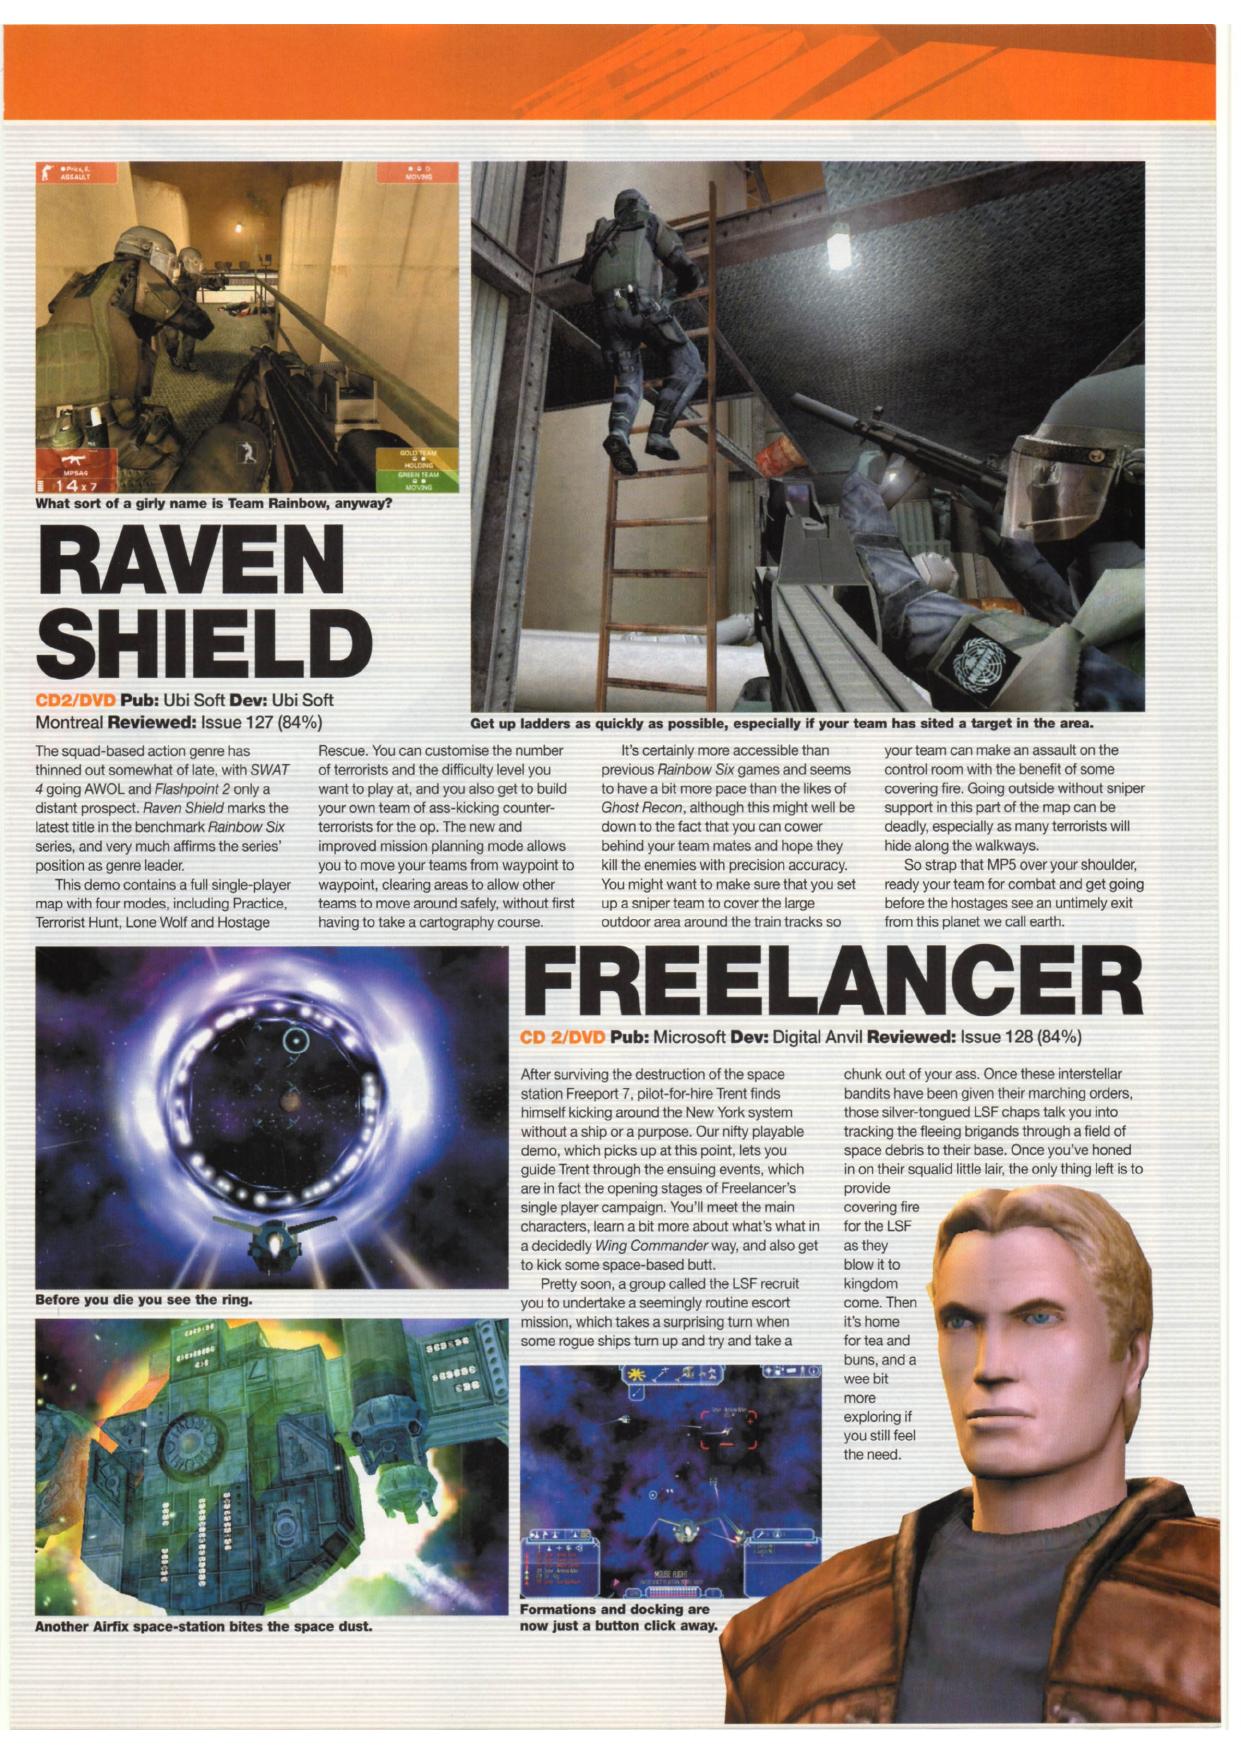 Price, E.
ASSAULT
MOVING
MP5A4
14 x 7
GOLD TEAM
HOLDING
GREEN TEAM
MOVING
What sort of a girly name is Team Rainbow, anyway?
Get up ladders as quickly as possible, especially if your team has sited a target in the area.
RAVEN
SHIELD
CD2/DVD Pub: Ubi Soft Dev: Ubi Soft
Montreal Reviewed: Issue 127 (84%)
The squad-based action genre has
thinned out somewhat of late, with SWAT
4 going AWOL and Flashpoint 2 only a
distant prospect. Raven Shield marks the
latest title in the benchmark Rainbow Six
series, and very much affirms the series'
position as genre leader.
This demo contains a full single-player
map with four modes, including Practice,
Terrorist Hunt, Lone Wolf and Hostage
Rescue. You can customise the number
of terrorists and the difficulty level you
want to play at, and you also get to build
your own team of ass-kicking counter-
terrorists for the op. The new and
improved mission planning mode allows
you to move your teams from waypoint to
waypoint, clearing areas to allow other
teams to move around safely, without first
having to take a cartography course.
It's certainly more accessible than
previous Rainbow Six games and seems
to have a bit more pace than the likes of
Ghost Recon, although this might well be
down to the fact that you can cower
behind your team mates and hope they
kill the enemies with precision accuracy.
You might want to make sure that you set
up a sniper team to cover the large
outdoor area around the train tracks so
your team can make an assault on the
control room with the benefit of some
covering fire. Going outside without sniper
support in this part of the map can be
deadly, especially as many terrorists will
hide along the walkways.
So strap that MP5 over your shoulder,
ready your team for combat and get going
before the hostages see an untimely exit
from this planet we call earth.
FREELANCER
CD 2/DVD Pub: Microsoft Dev: Digital Anvil Reviewed: Issue 128 (84%)
After surviving the destruction of the space
station Freeport 7, pilot-for-hire Trent finds
himself kicking around the New York system
without a ship or a purpose. Our nifty playable
demo, which picks up at this point, lets you
guide Trent through the ensuing events, which
are in fact the opening stages of Freelancer's
single player campaign. You'll meet the main
characters, learn a bit more about what's what in
a decidedly Wing Commander way, and also get
to kick some space-based butt.
Pretty soon, a group called the LSF recruit
you to undertake a seemingly routine escort
mission, which takes a surprising turn when
some rogue ships turn up and try and take a
chunk out of your ass. Once these interstellar
bandits have been given their marching orders,
those silver-tongued LSF chaps talk you into
tracking the fleeing brigands through a field of
space debris to their base. Once you've honed
in on their squalid little lair, the only thing left is to
provide
covering fire
for the LSF
as they
blow it to
kingdom
come. Then
it's home
for tea and
buns, and a
wee bit
more
exploring if
you still feel
the need.
Before you die you see the ring.
Another Airfix space-station bites the space dust.
MOUSE FLIGHT
Formations and docking are
now just a button click away.